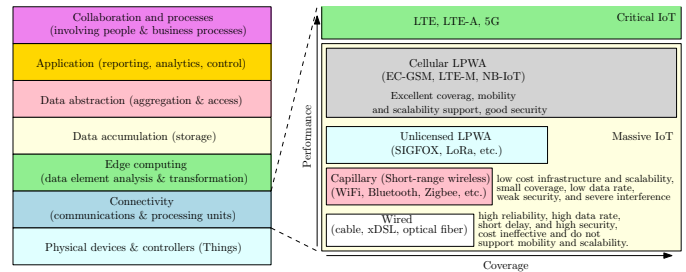 Collaboration and processes
(involving people & business processes)
Application (reporting, analytics, control)
Data abstraction (aggregation & access)
Data accumulation (storage)
Edge computing
(data element analysis & transformation)
Connectivity
(communications & processing units)
Physical devices & controllers (Things)
Performance
LTE, LTE-A, 5G
Critical IoT
Cellular LPWA
(EC-GSM, LTE-M, NB-IoT)
Excellent coverag, mobility
and scalability support, good security
Unlicensed LPWA
(SIGFOX, LoRa, etc.)
Massive IoT
Capillary (Short-range wireless)
(WiFi, Bluetooth, Zigbee, etc.)
low cost infrastructure and scalability,
small coverage, low data rate,
weak security, and severe interference
Wired
(cable, xDSL, optical fiber)
high reliability, high data rate,
short delay, and high security,
cost ineffective and do not
support mobility and scalability.
Coverage